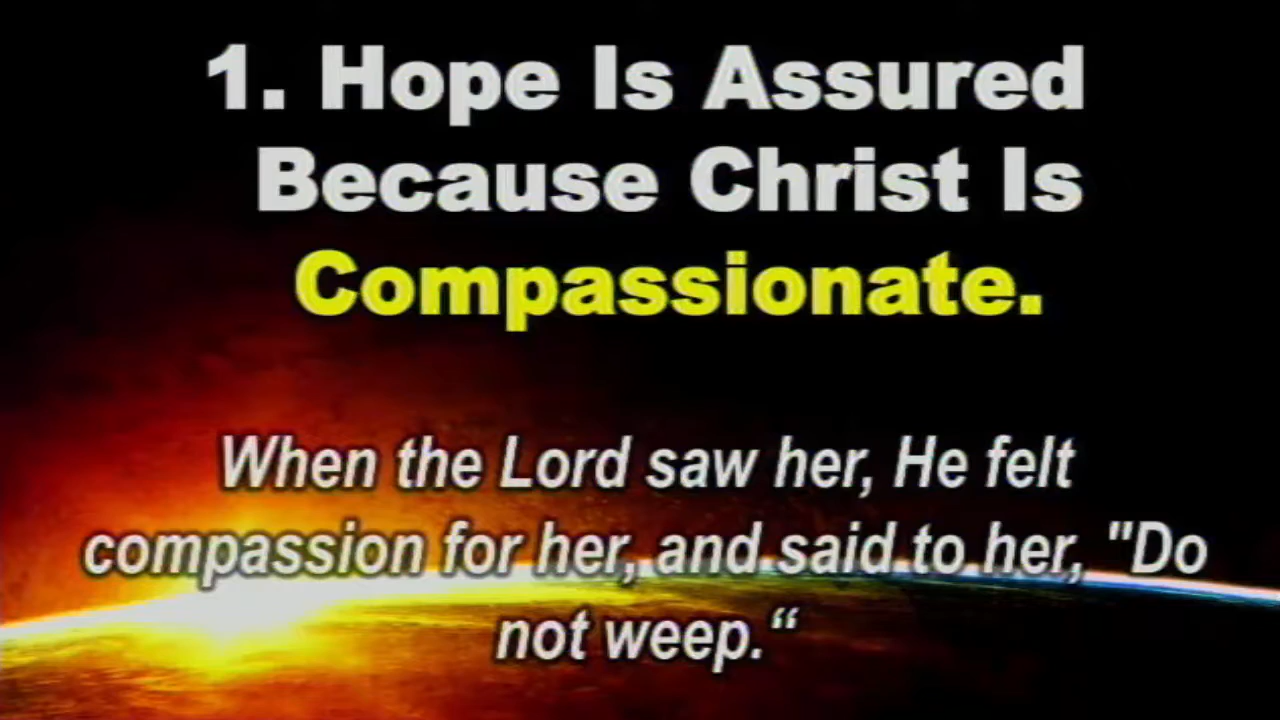 1. Hope Is Assured
Because Christ Is
Compassionate.
When the Lord saw her, He felt
compassion for her, and said to her, "Do
not weep.“